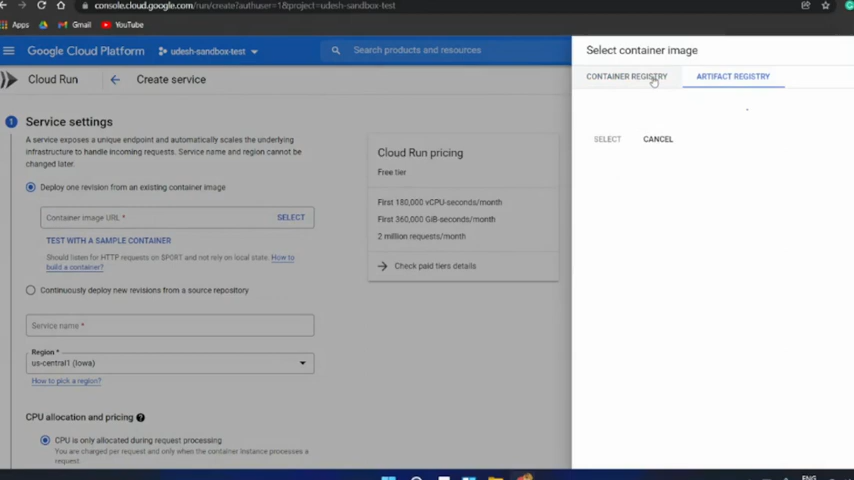 console.cloud.google.com/run/create?authuser=1&project=udesh-sandbox-test
Apps
Gmail
YouTube
Google Cloud Platform
udesh-sandbox-test
Search products and resources
Select container image
Cloud Run
Create service
CONTAINER REGISTRY
ARTIFACT REGISTRY
SELECT
CANCEL
1
Service settings
A service exposes a unique endpoint and automatically scales the underlying
infrastructure to handle incoming requests. Service name and region cannot be
changed later.
Deploy one revision from an existing container image
Container image URL *
SELECT
TEST WITH A SAMPLE CONTAINER
Should listen for HTTP requests on $PORT and not rely on local state. How to
build a container?
Continuously deploy new revisions from a source repository
Service name *
Region *
us-central1 (Iowa)
How to pick a region?
CPU allocation and pricing
CPU is only allocated during request processing
You are charged per request and only when the container instance processes a
request.
Cloud Run pricing
Free tier
First 180,000 vCPU-seconds/month
First 360,000 GiB-seconds/month
2 million requests/month
Check paid tiers details
ENG